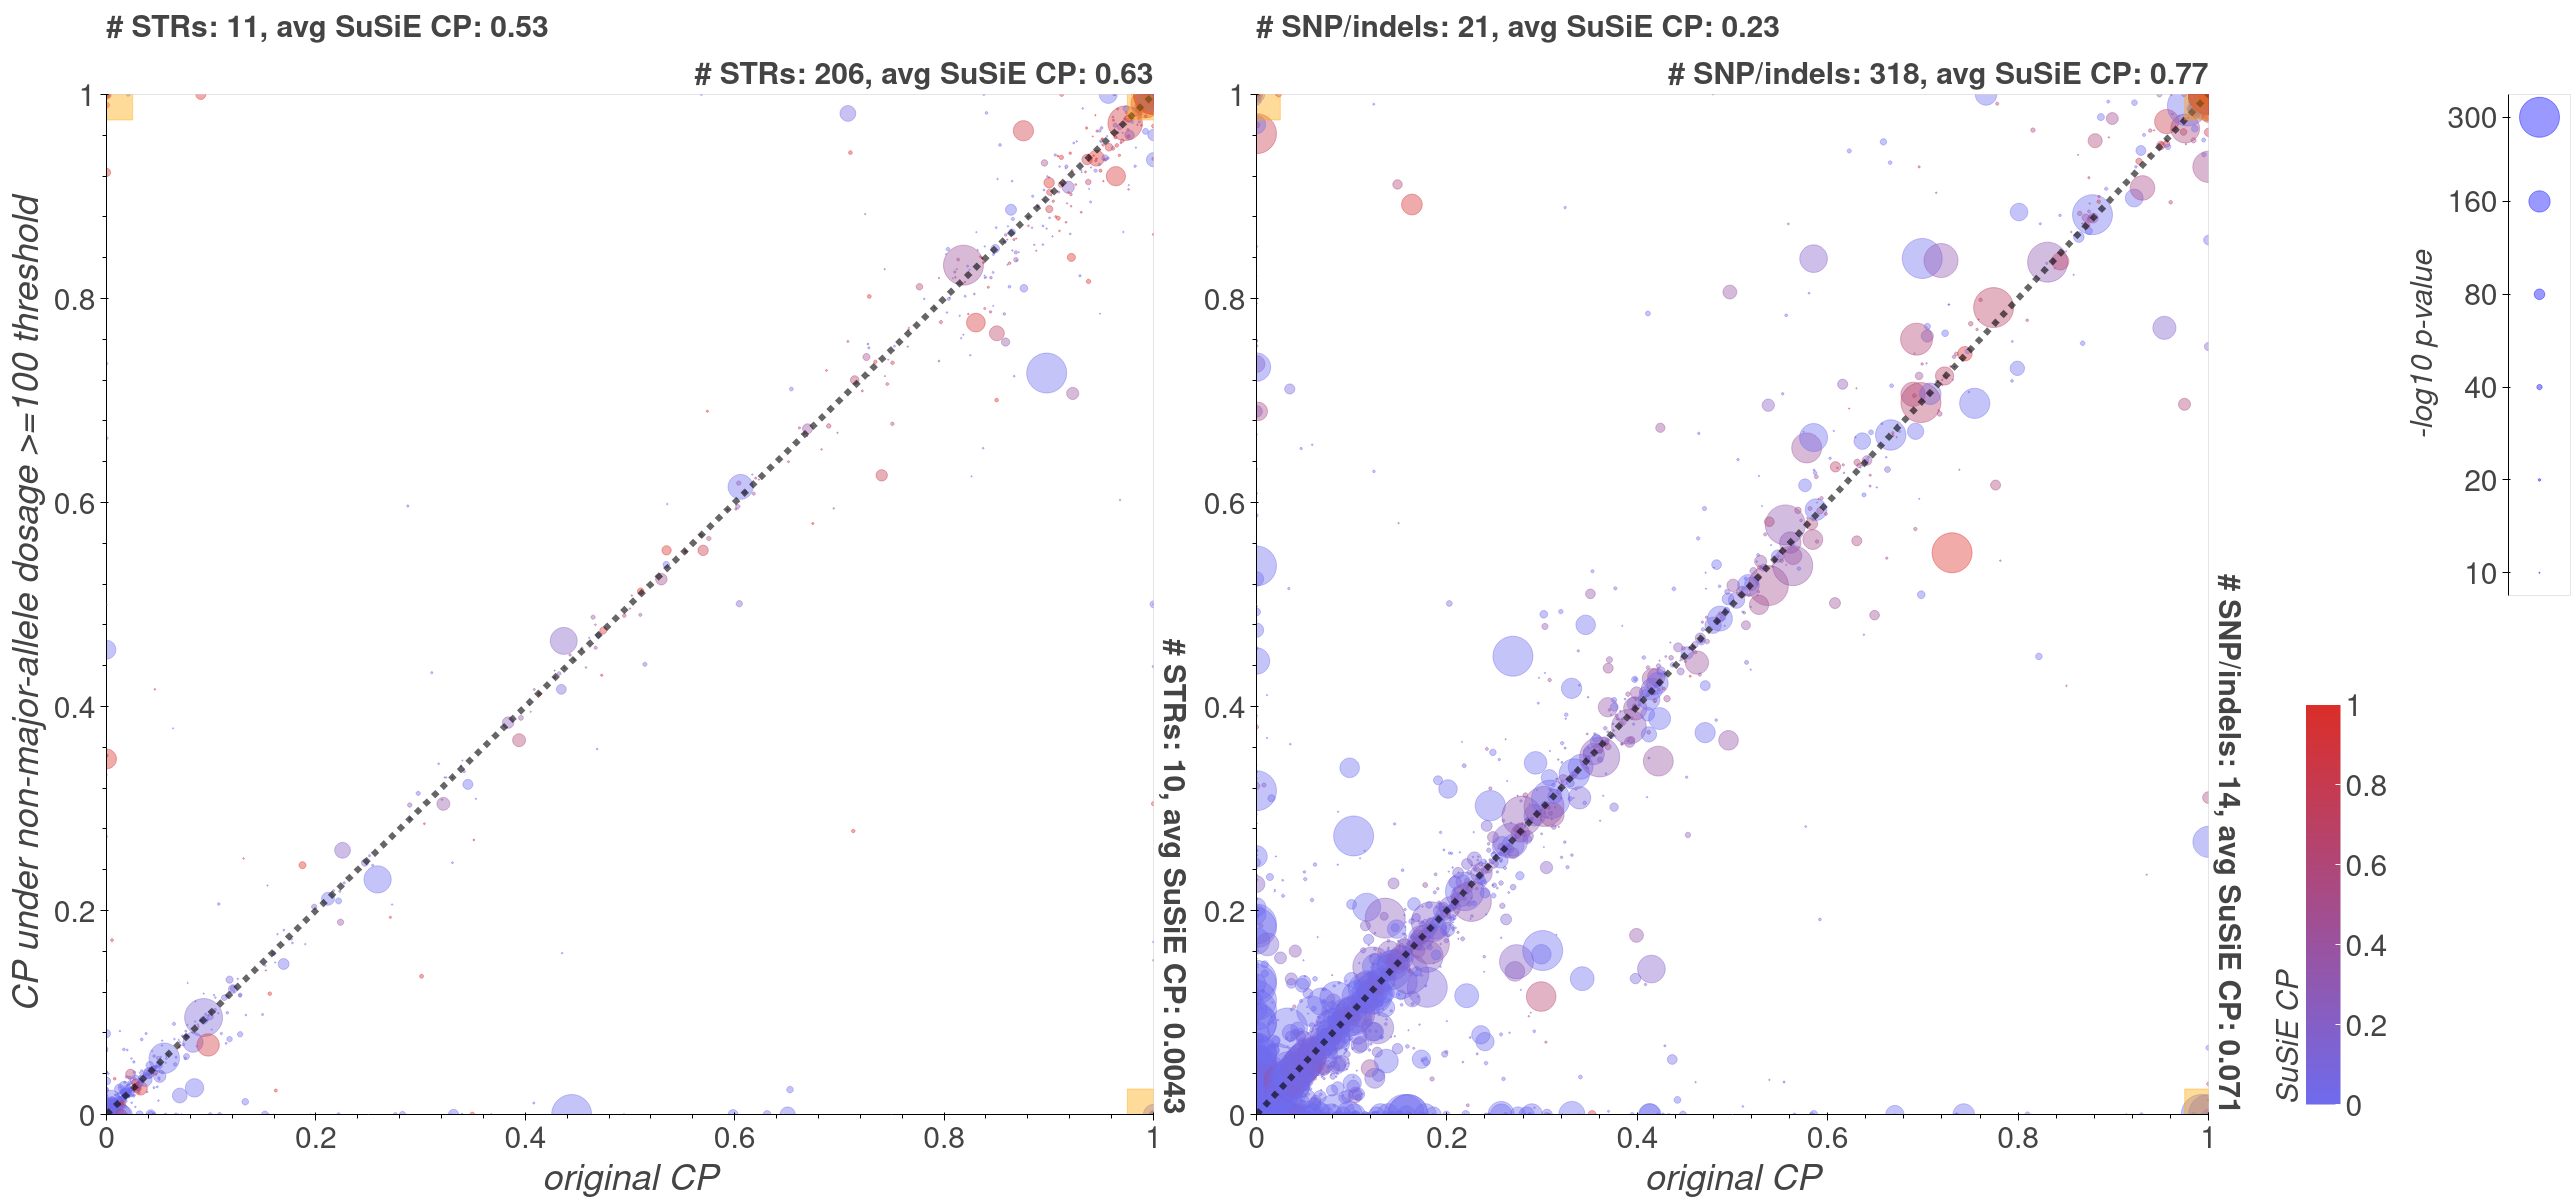 # STRs: 11, avg SuSiE CP: 0.53
# STRs: 206, avg SuSiE CP: 0.63
CP under non-major-allele dosage >=100 threshold
1
0.8
0.6
0.4
0.2
0
0 0.2 0.4 0.6 0.8 1
original CP
# STRs: 10, avg SuSiE CP: 0.0043
# SNP/indels: 21, avg SuSiE CP: 0.23
# SNP/indels: 318, avg SuSiE CP: 0.77
1
0.8
0.6
0.4
0.2
0
0 0.2 0.4 0.6 0.8 1
original CP
# SNP/indels: 14, avg SuSiE CP: 0.071
-log10 p-value
300
160
80
40
20
10
SuSiE CP
1
0.8
0.6
0.4
0.2
0